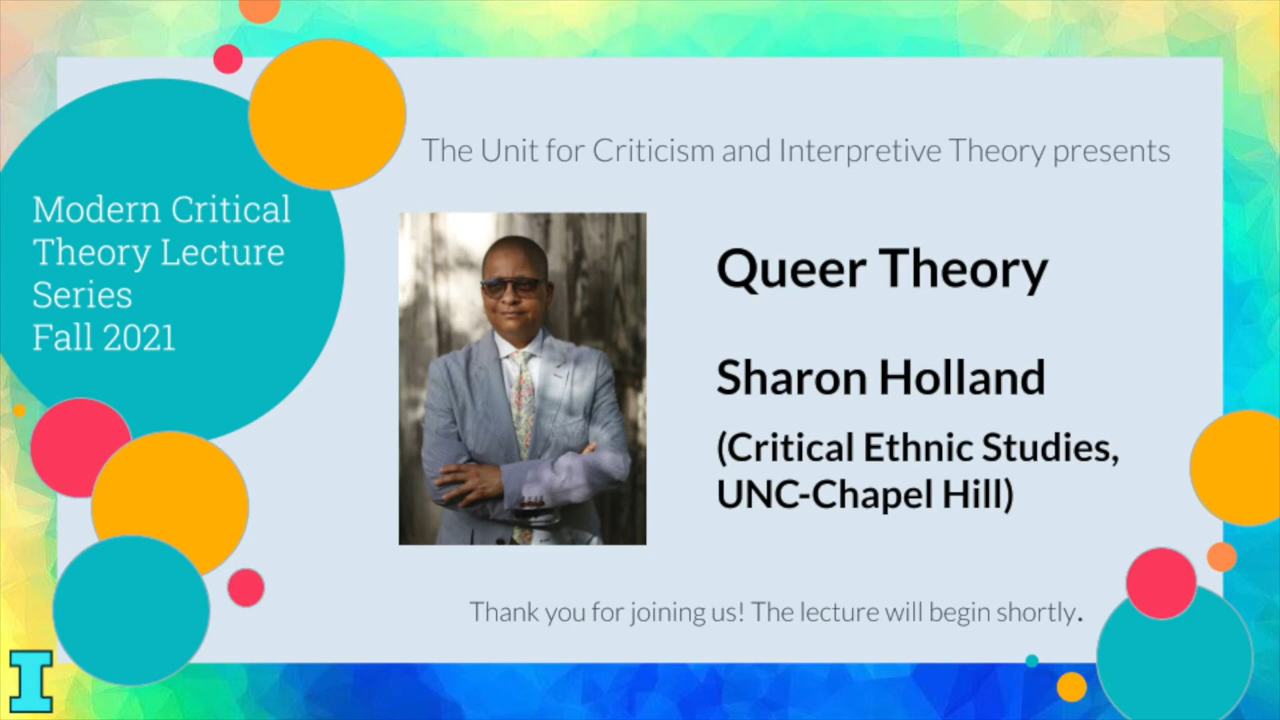 The Unit for Criticism and Interpretive Theory presents
Modern Critical
Theory Lecture
Series
Fall 2021
Queer Theory
Sharon Holland
(Critical Ethnic Studies,
UNC-Chapel Hill)
Thank you for joining us! The lecture will begin shortly.
I